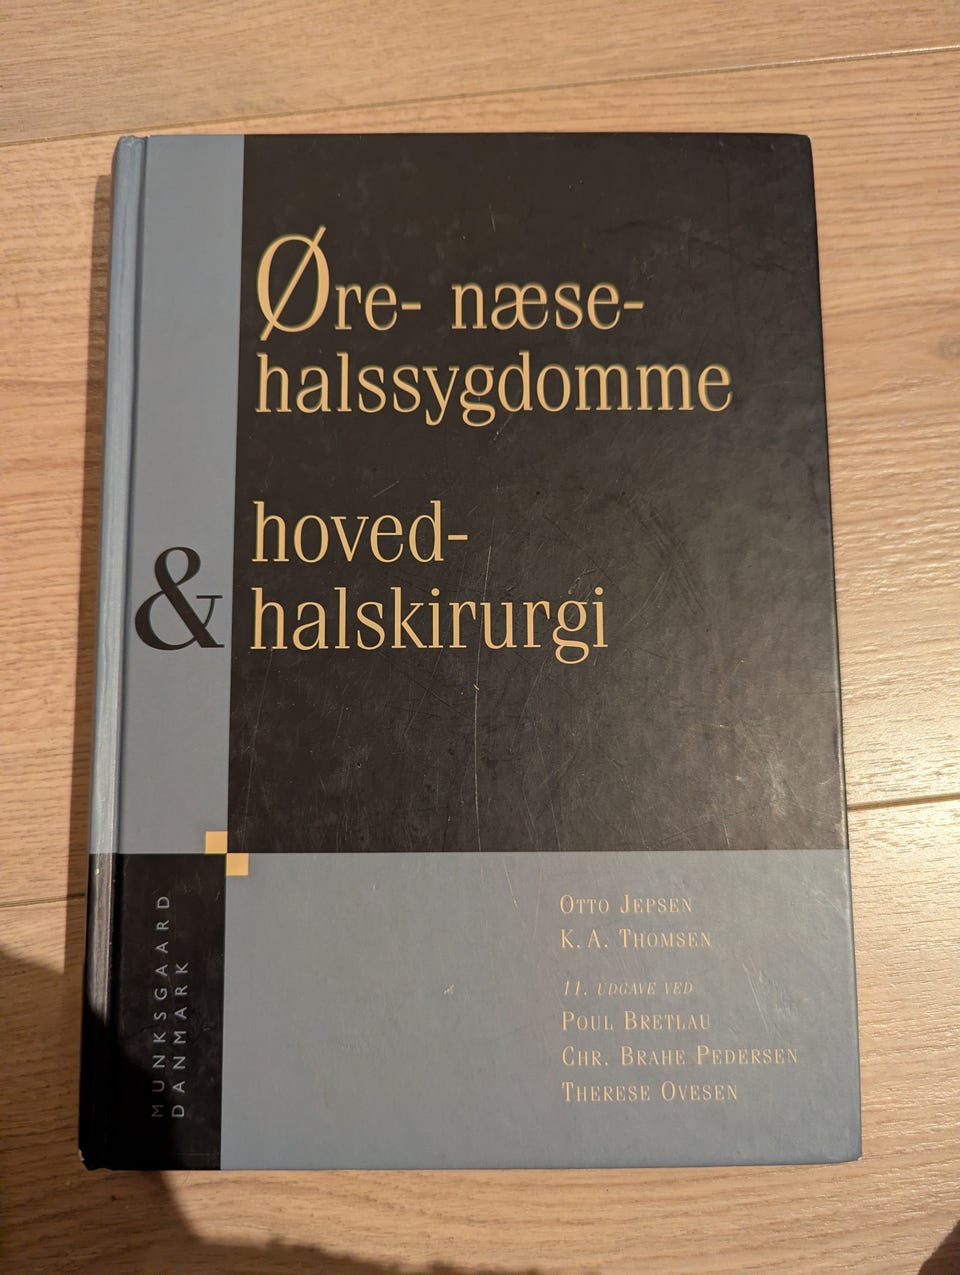 Øre- næse-
halssygdomme
hoved-
& halskirurgi
OTTO JEPSEN
K. A. THOMSEN
11. UDGAVE VED
POUL BRETLAU
CHR. BRAHE PEDERSEN
THERESE OVESEN
MUNKSGAARD
DANMARK